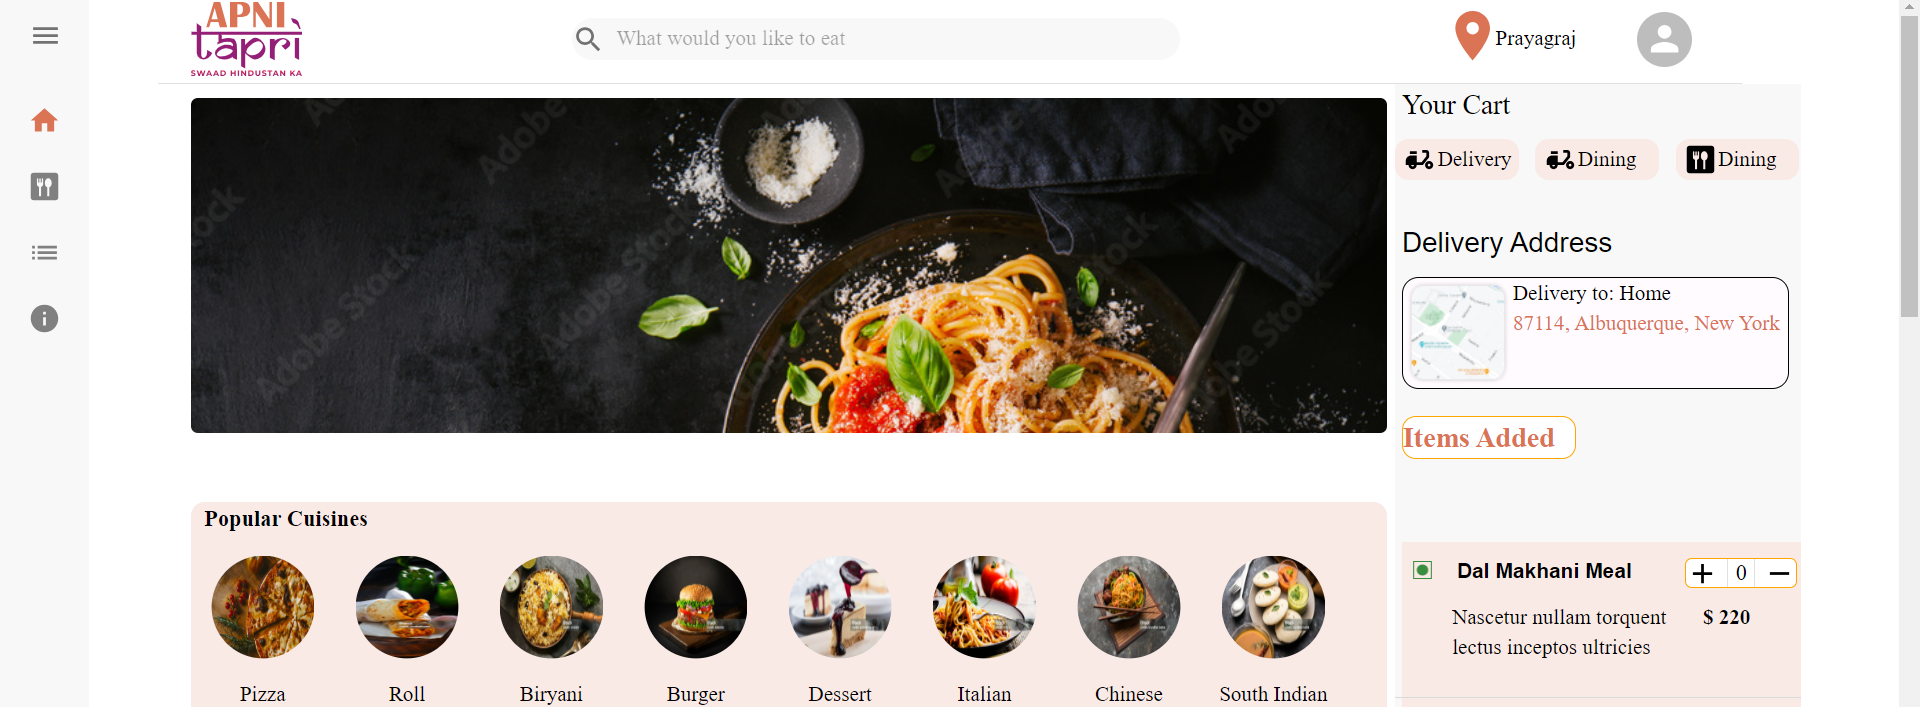 APNI
tapri
SWAAD HINDUSTAN KA
What would you like to eat
Prayagraj
Adobe Stock
Your Cart
Delivery
Dining
Dining
Delivery Address
Delivery to: Home
87114, Albuquerque, New York
Items Added
Popular Cuisines
Pizza
Roll
Biryani
Burger
Dessert
Italian
Chinese
South Indian
Dal Makhani Meal
0
Nascetur nullam torquent
lectus inceptos ultricies
$ 220